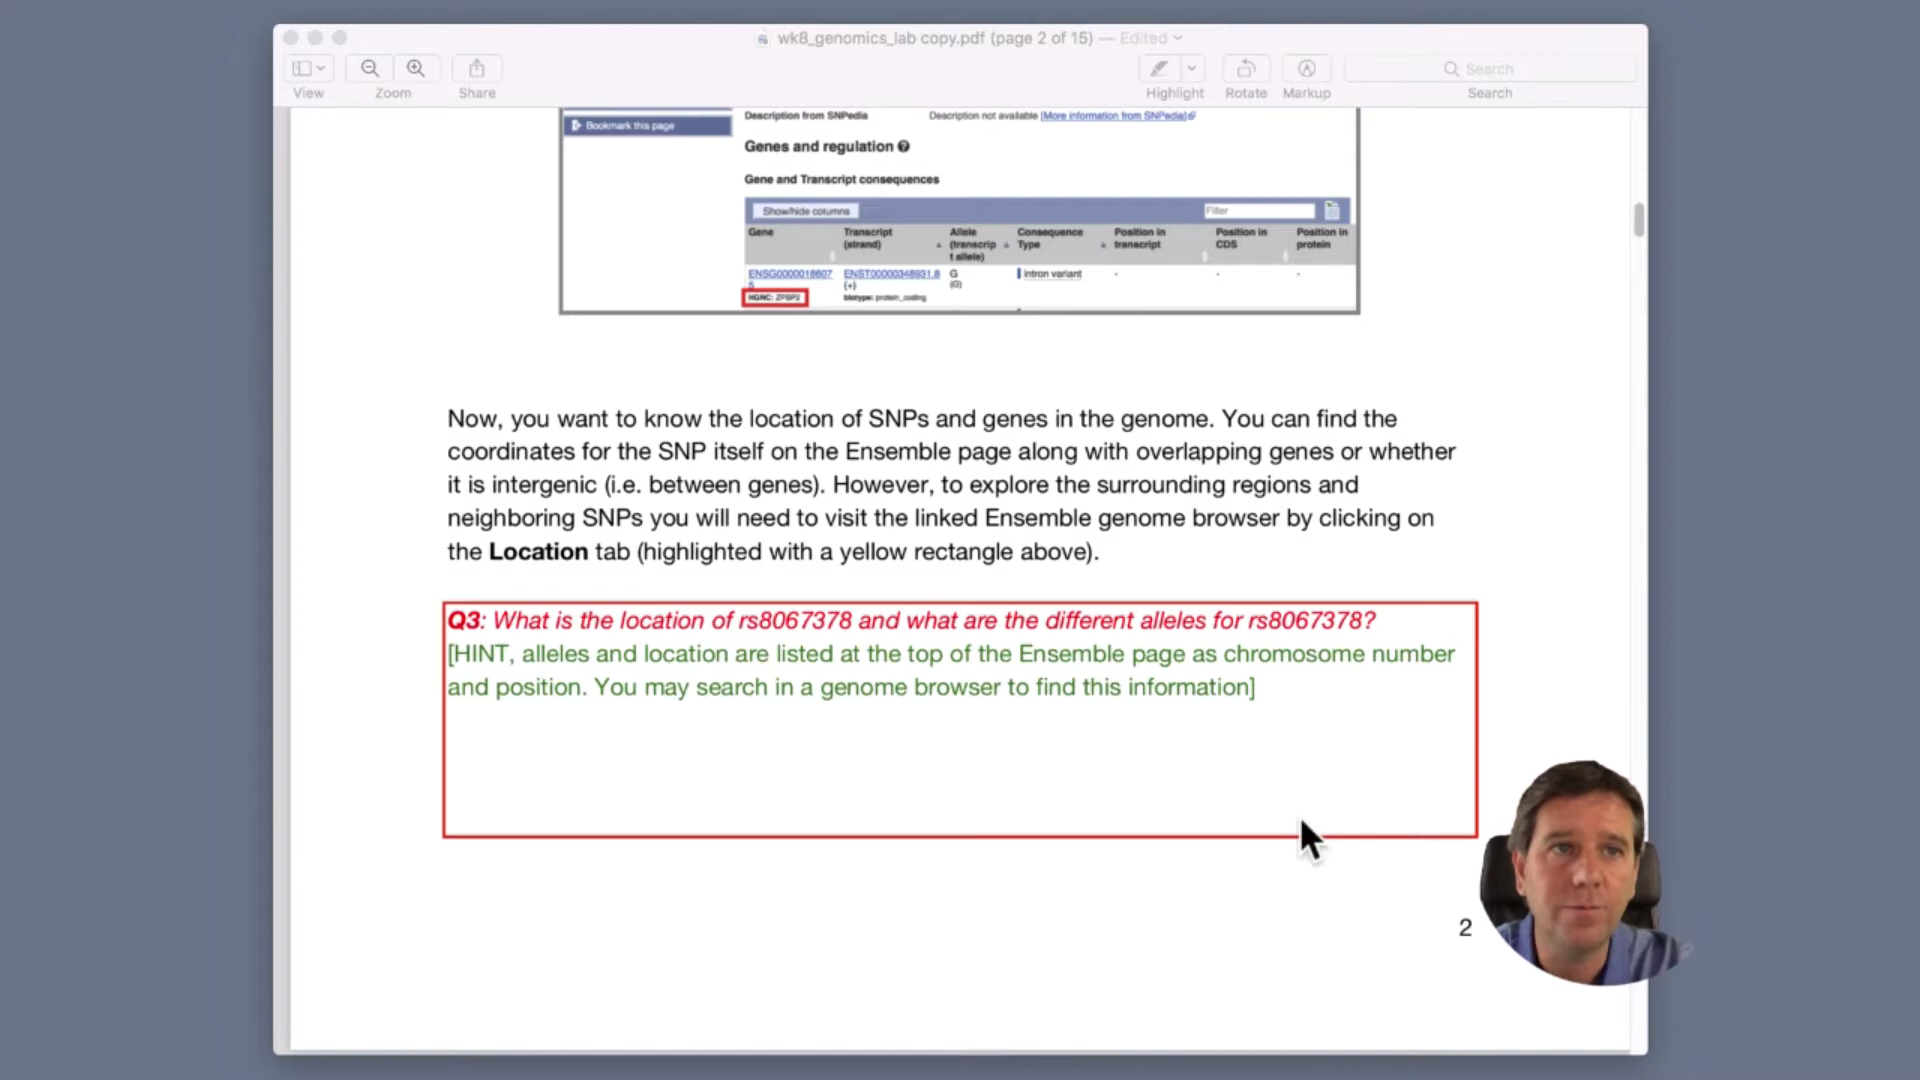 wk8_genomics_lab copy.pdf (page 2 of 15) — Edited
View
Zoom
Share
Highlight
Rotate
Markup
Search
Search
Bookmark this page
Description from SNPedia
Description not available [More information from SNPedia]
Genes and regulation
Gene and Transcript consequences
Show/hide columns
Filter
Gene
Transcript (strand)
Allele (transcrip t allele)
Consequence Type
Position in transcript
Position in CDS
Position in protein
ENSG0000018607
5
HGNC: ZPBP2
ENST00000348931.8
(+)
biotype: protein_coding
G
(G)
intron variant
-
-
-
Now, you want to know the location of SNPs and genes in the genome. You can find the
coordinates for the SNP itself on the Ensemble page along with overlapping genes or whether
it is intergenic (i.e. between genes). However, to explore the surrounding regions and
neighboring SNPs you will need to visit the linked Ensemble genome browser by clicking on
the Location tab (highlighted with a yellow rectangle above).
Q3: What is the location of rs8067378 and what are the different alleles for rs8067378?
[HINT, alleles and location are listed at the top of the Ensemble page as chromosome number
and position. You may search in a genome browser to find this information]
2